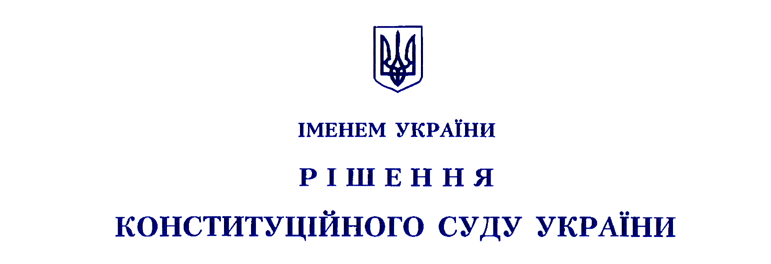 ІМЕНЕМ УКРАЇНИ
Р І Ш Е Н Н Я
КОНСТИТУЦІЙНОГО СУДУ УКРАЇНИ